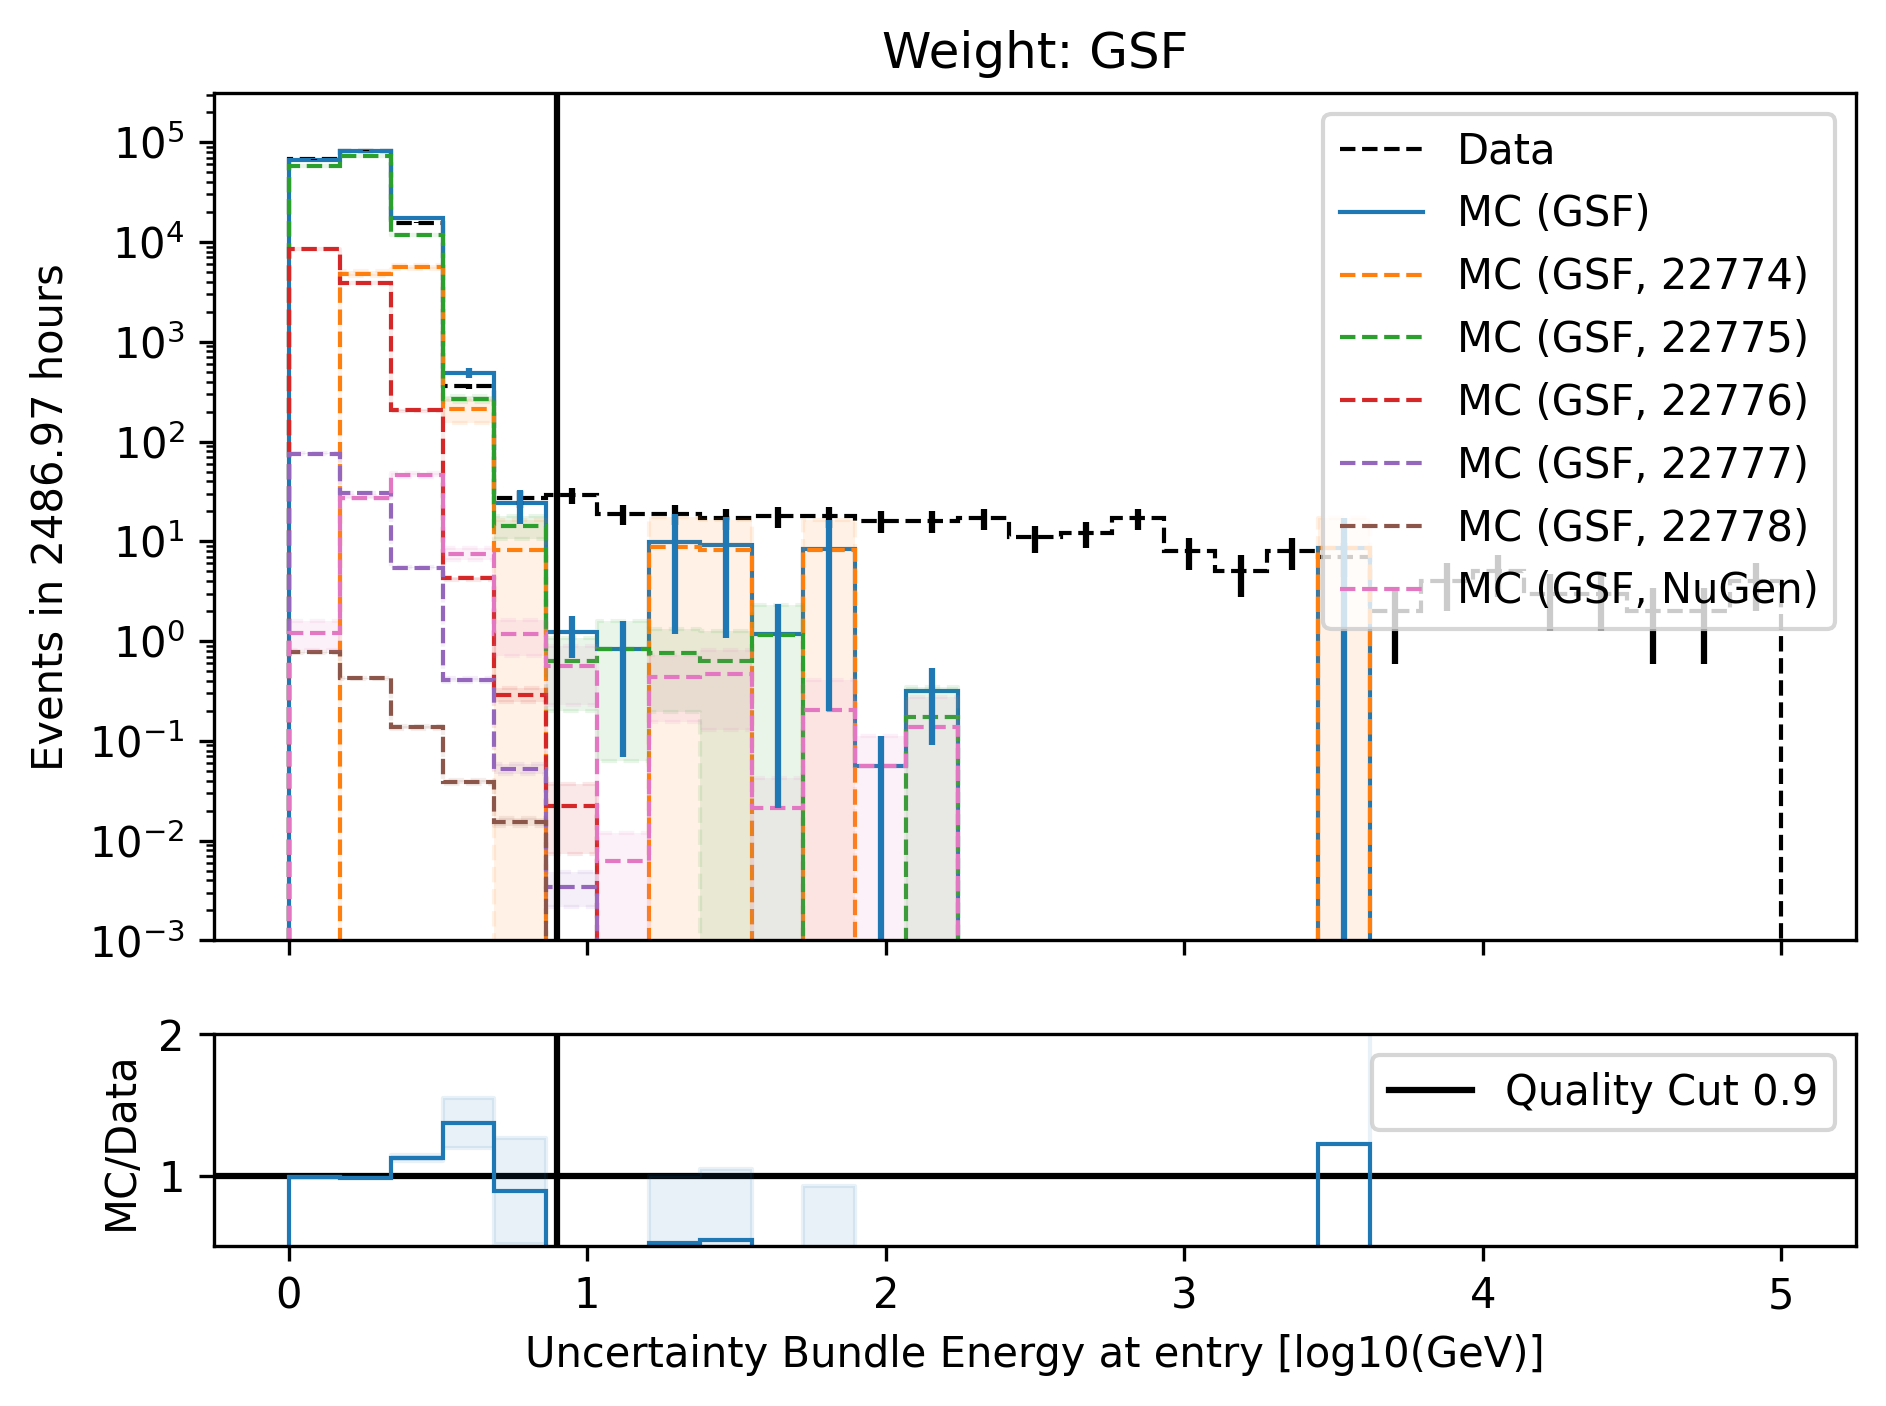 Weight: GSF
Events in 2486.97 hours
10^5
10^4
10^3
10^2
10^1
10^0
10^−1
10^−2
10^−3
Data
MC (GSF)
MC (GSF, 22774)
MC (GSF, 22775)
MC (GSF, 22776)
MC (GSF, 22777)
MC (GSF, 22778)
MC (GSF, NuGen)
MC/Data
2
1
Quality Cut 0.9
0 1 2 3 4 5
Uncertainty Bundle Energy at entry [log10(GeV)]